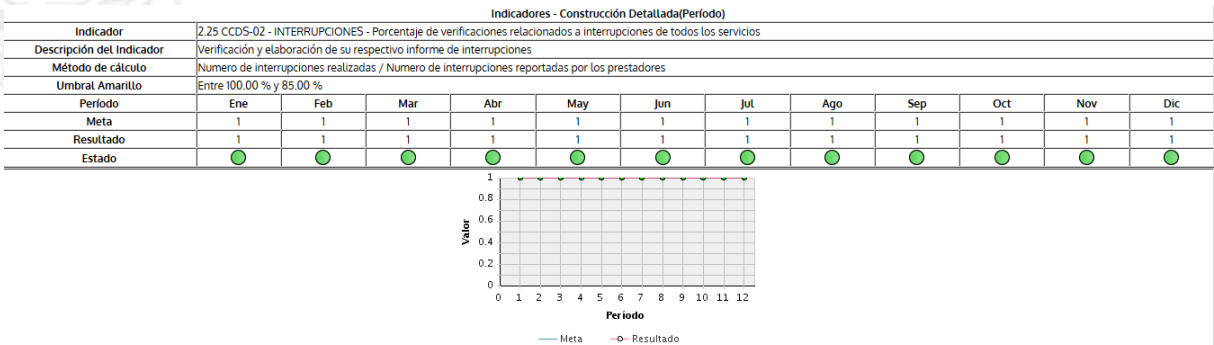 Indicadores - Construcción Detallada(Período)
Indicador 2.25 CCDS-02 - INTERRUPCIONES - Porcentaje de verificaciones relacionados a interrupciones de todos los servicios
Descripción del Indicador Verificación y elaboración de su respectivo informe de interrupciones
Método de cálculo Numero de interrupciones realizadas / Numero de interrupciones reportadas por los prestadores
Umbral Amarillo Entre 100.00 % y 85.00 %
Período Ene Feb Mar Abr May Jun Jul Ago Sep Oct Nov Dic
Meta 1 1 1 1 1 1 1 1 1 1 1 1
Resultado 1 1 1 1 1 1 1 1 1 1 1 1
Estado
1
0.8
0.6
0.4
0.2
0
Valor
0 1 2 3 4 5 6 7 8 9 10 11 12
Período
Meta Resultado